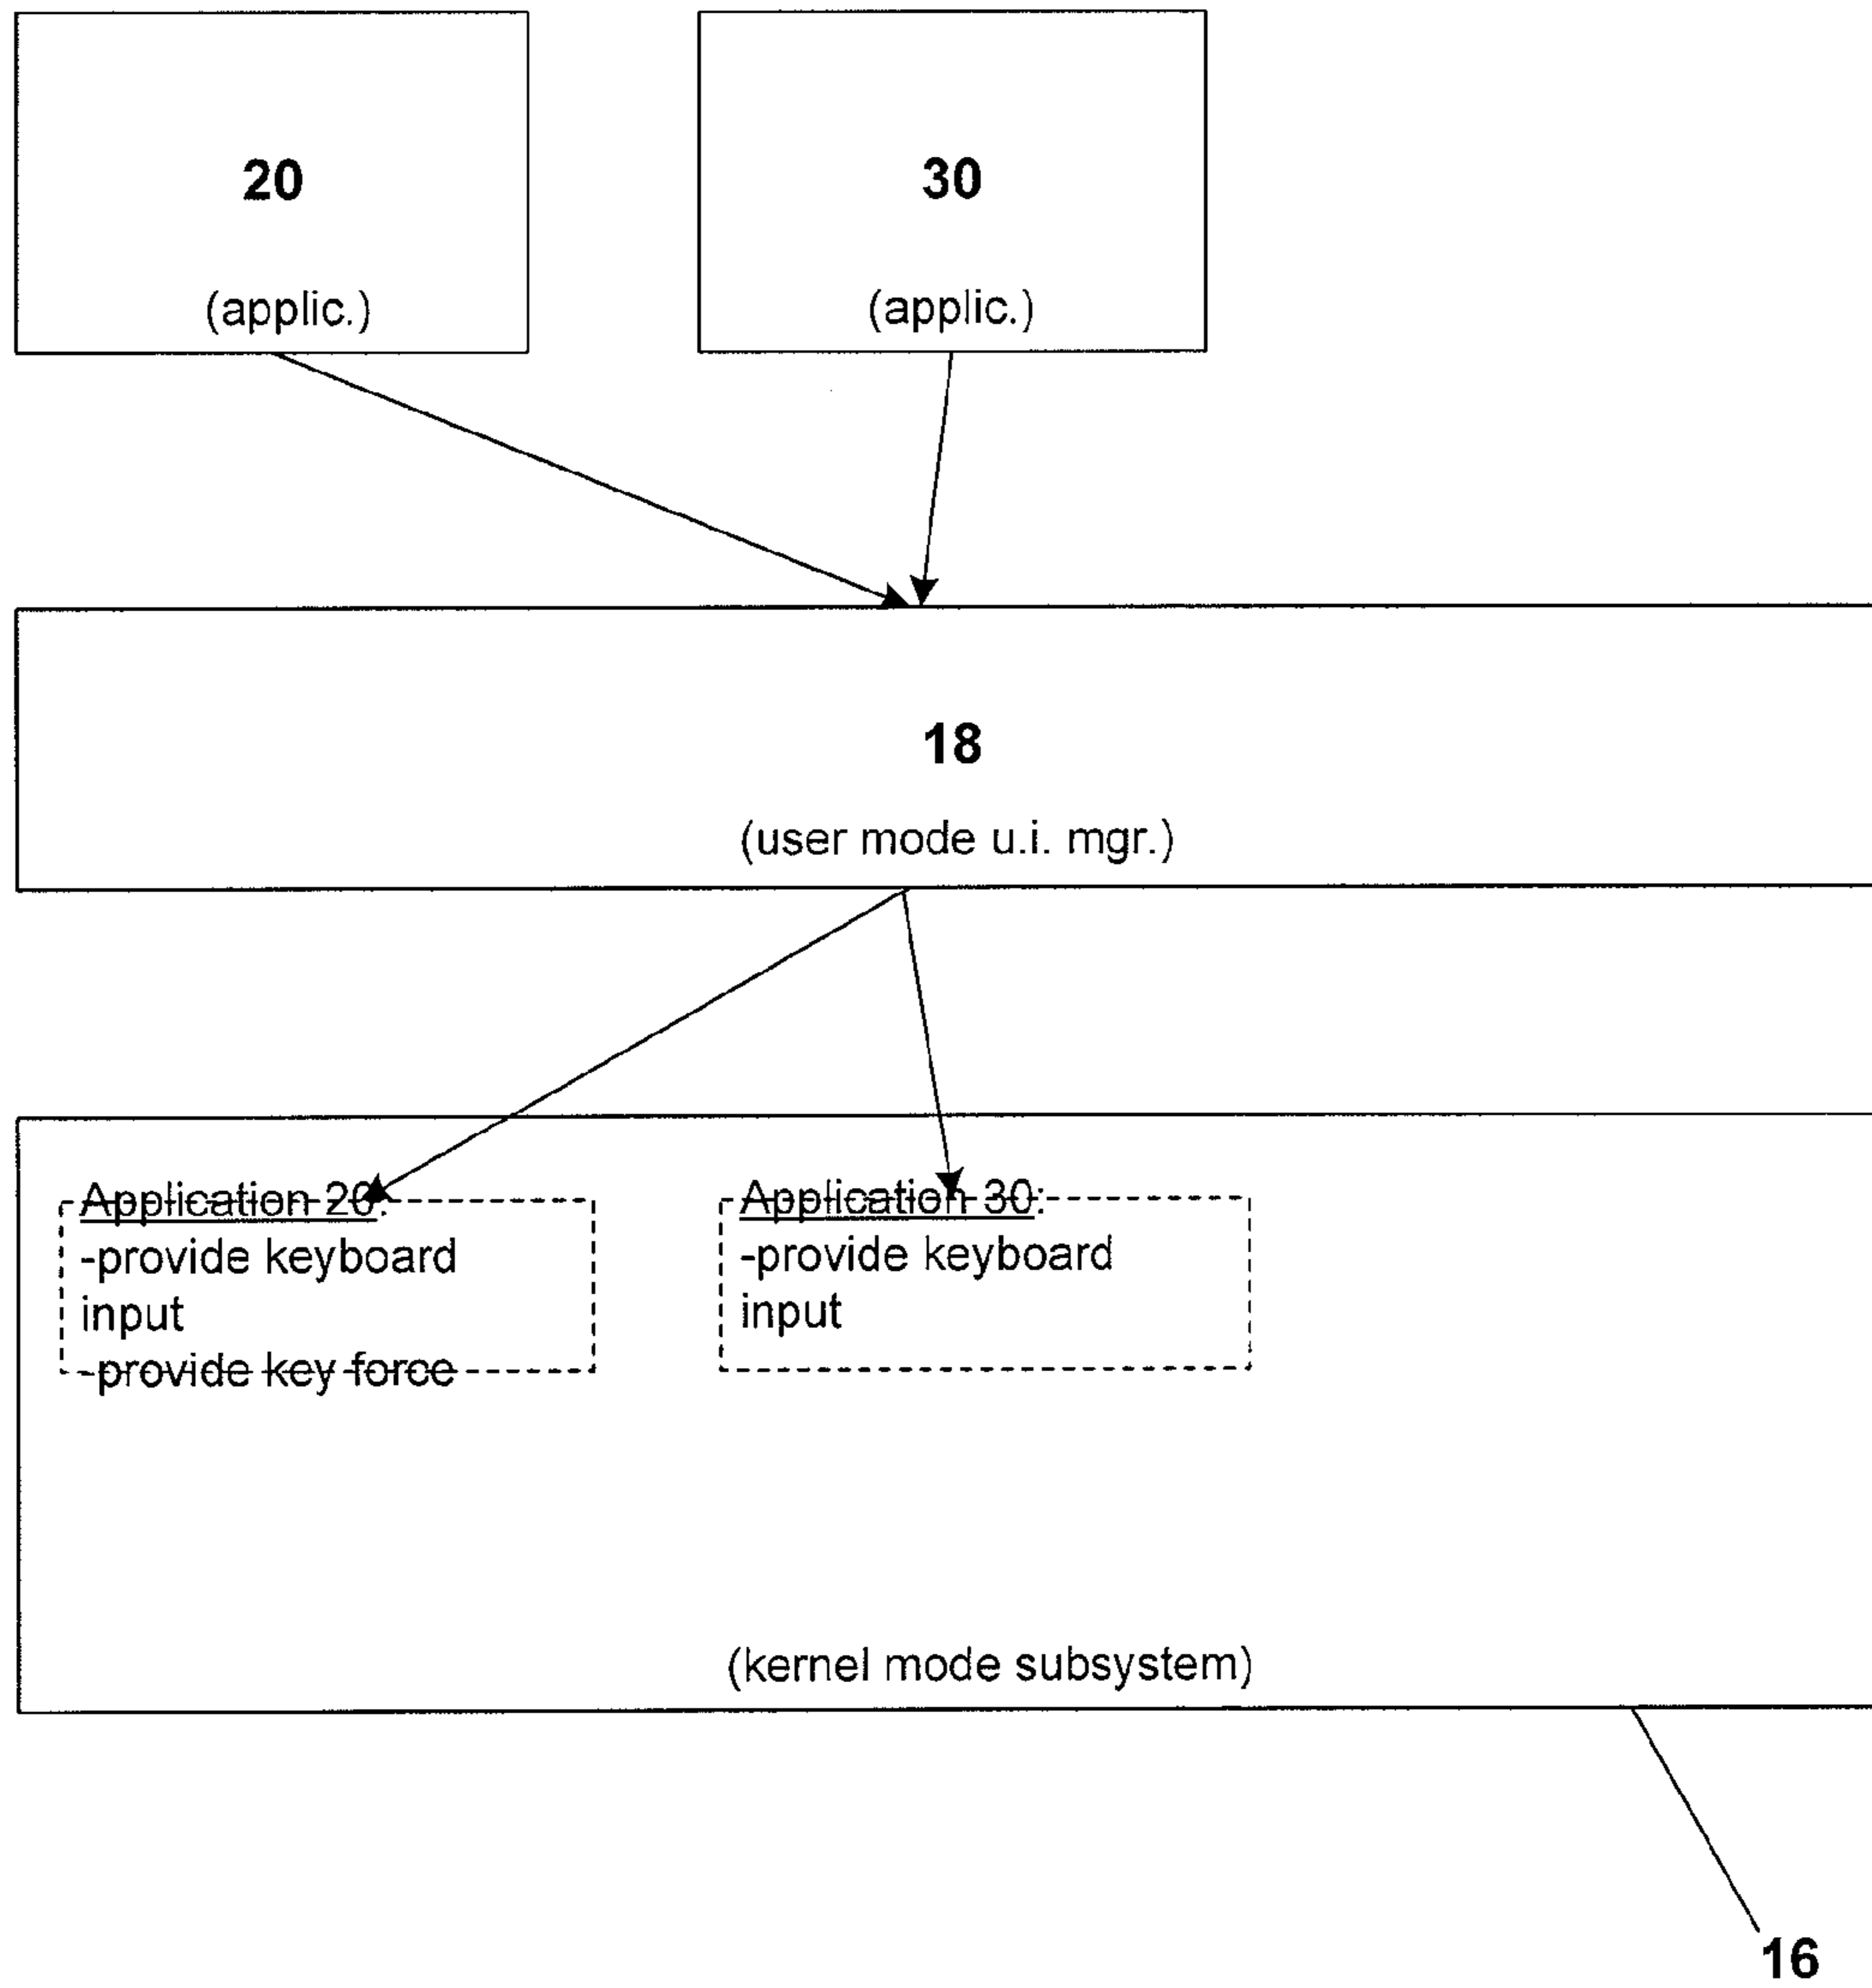 20
(applic.)
30
(applic.)
18
(user mode u.i. mgr.)
Application 20:
-provide keyboard
input
-provide key force
Application 30:
-provide keyboard
input
(kernel mode subsystem)
16